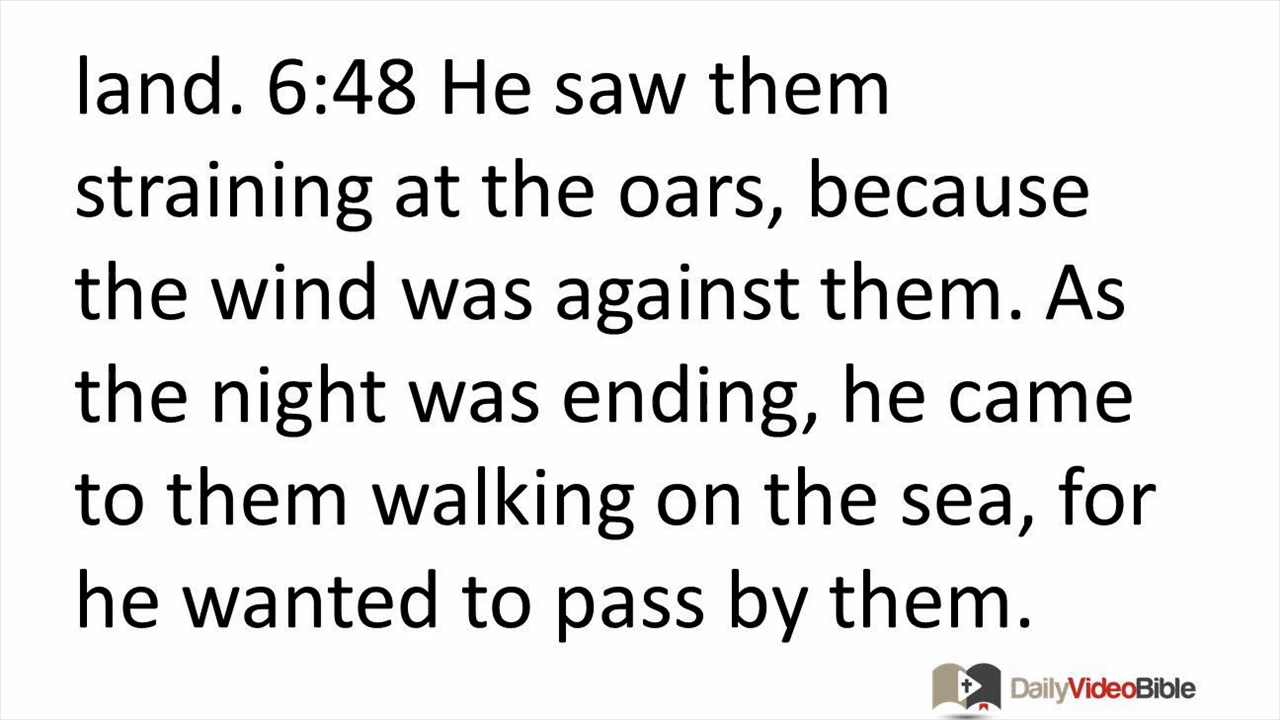 land. 6:48 He saw them
straining at the oars, because
the wind was against them. As
the night was ending, he came
to them walking on the sea, for
he wanted to pass by them.
DailyVideoBible